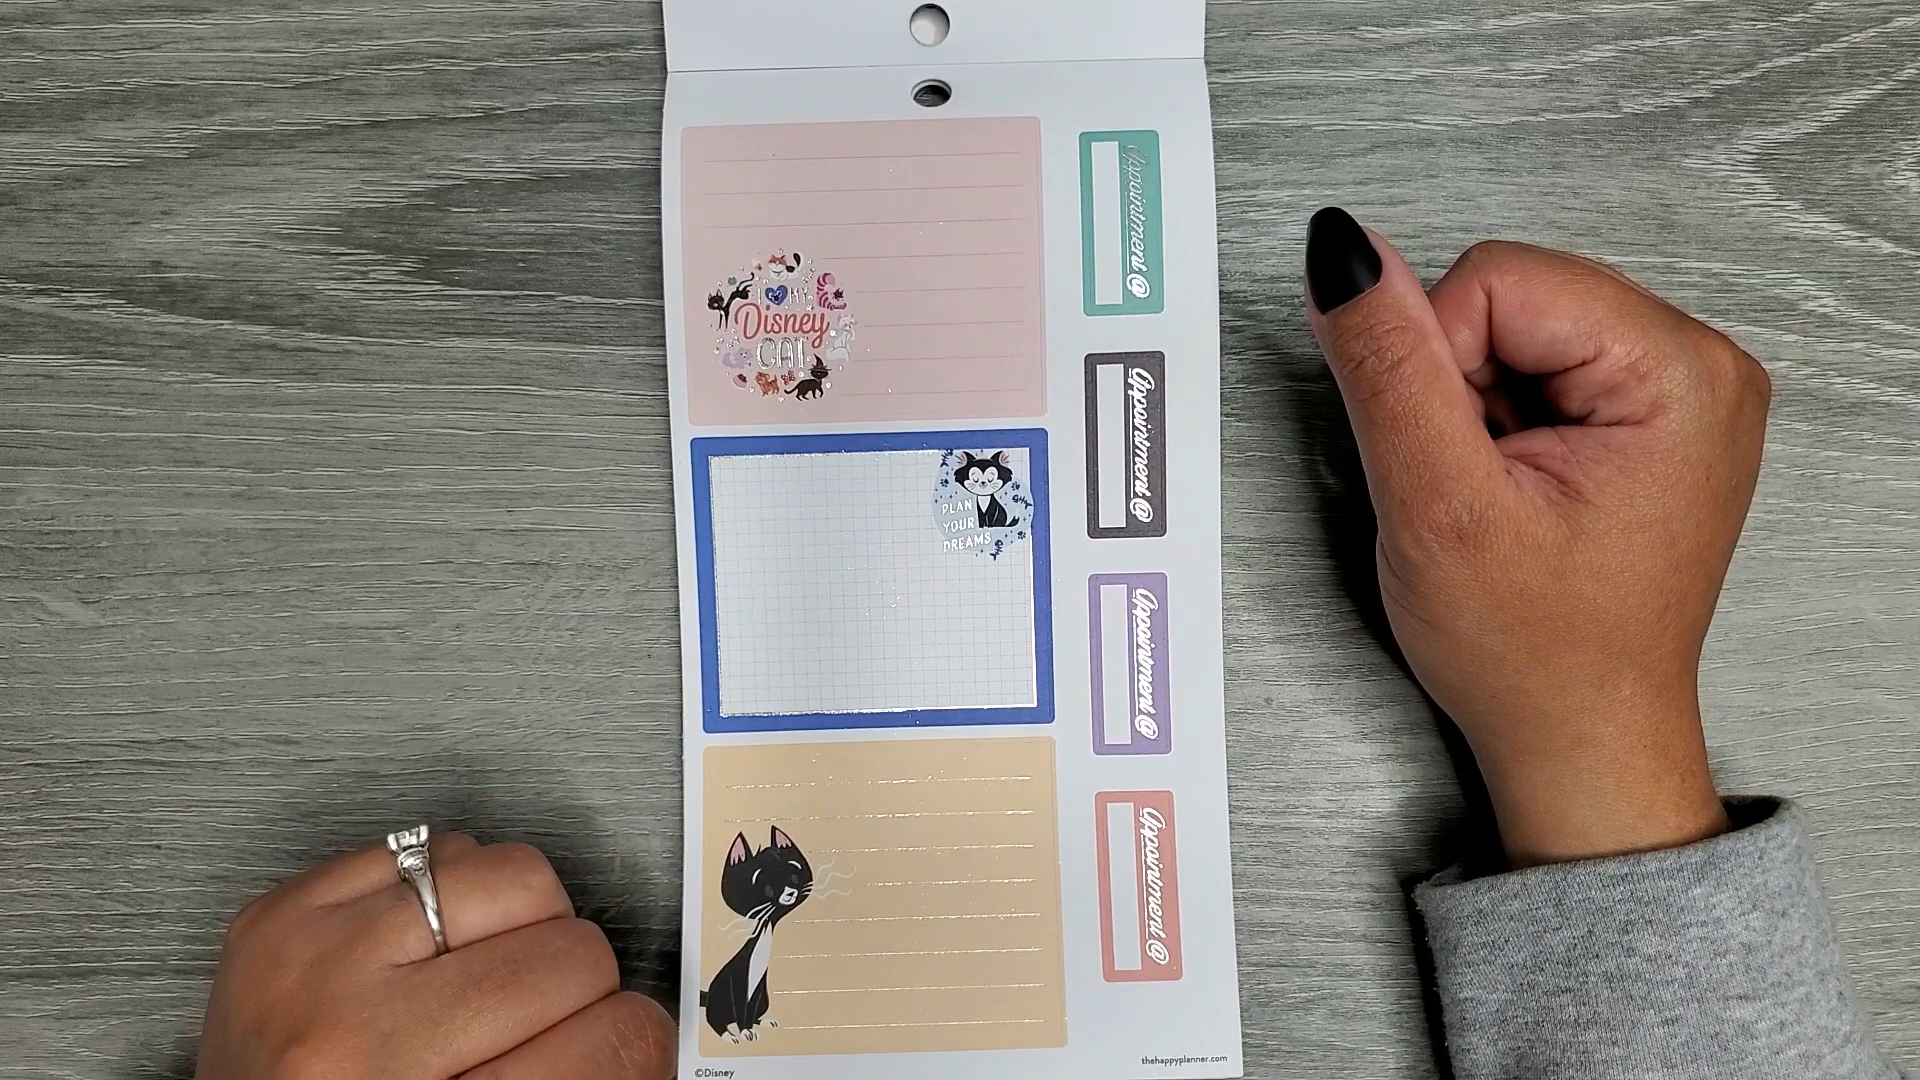 I MY
Disney
CAT
PLAN
YOUR
DREAMS
Appointment @
Appointment @
Appointment @
Appointment @
©Disney
thehappyplanner.com